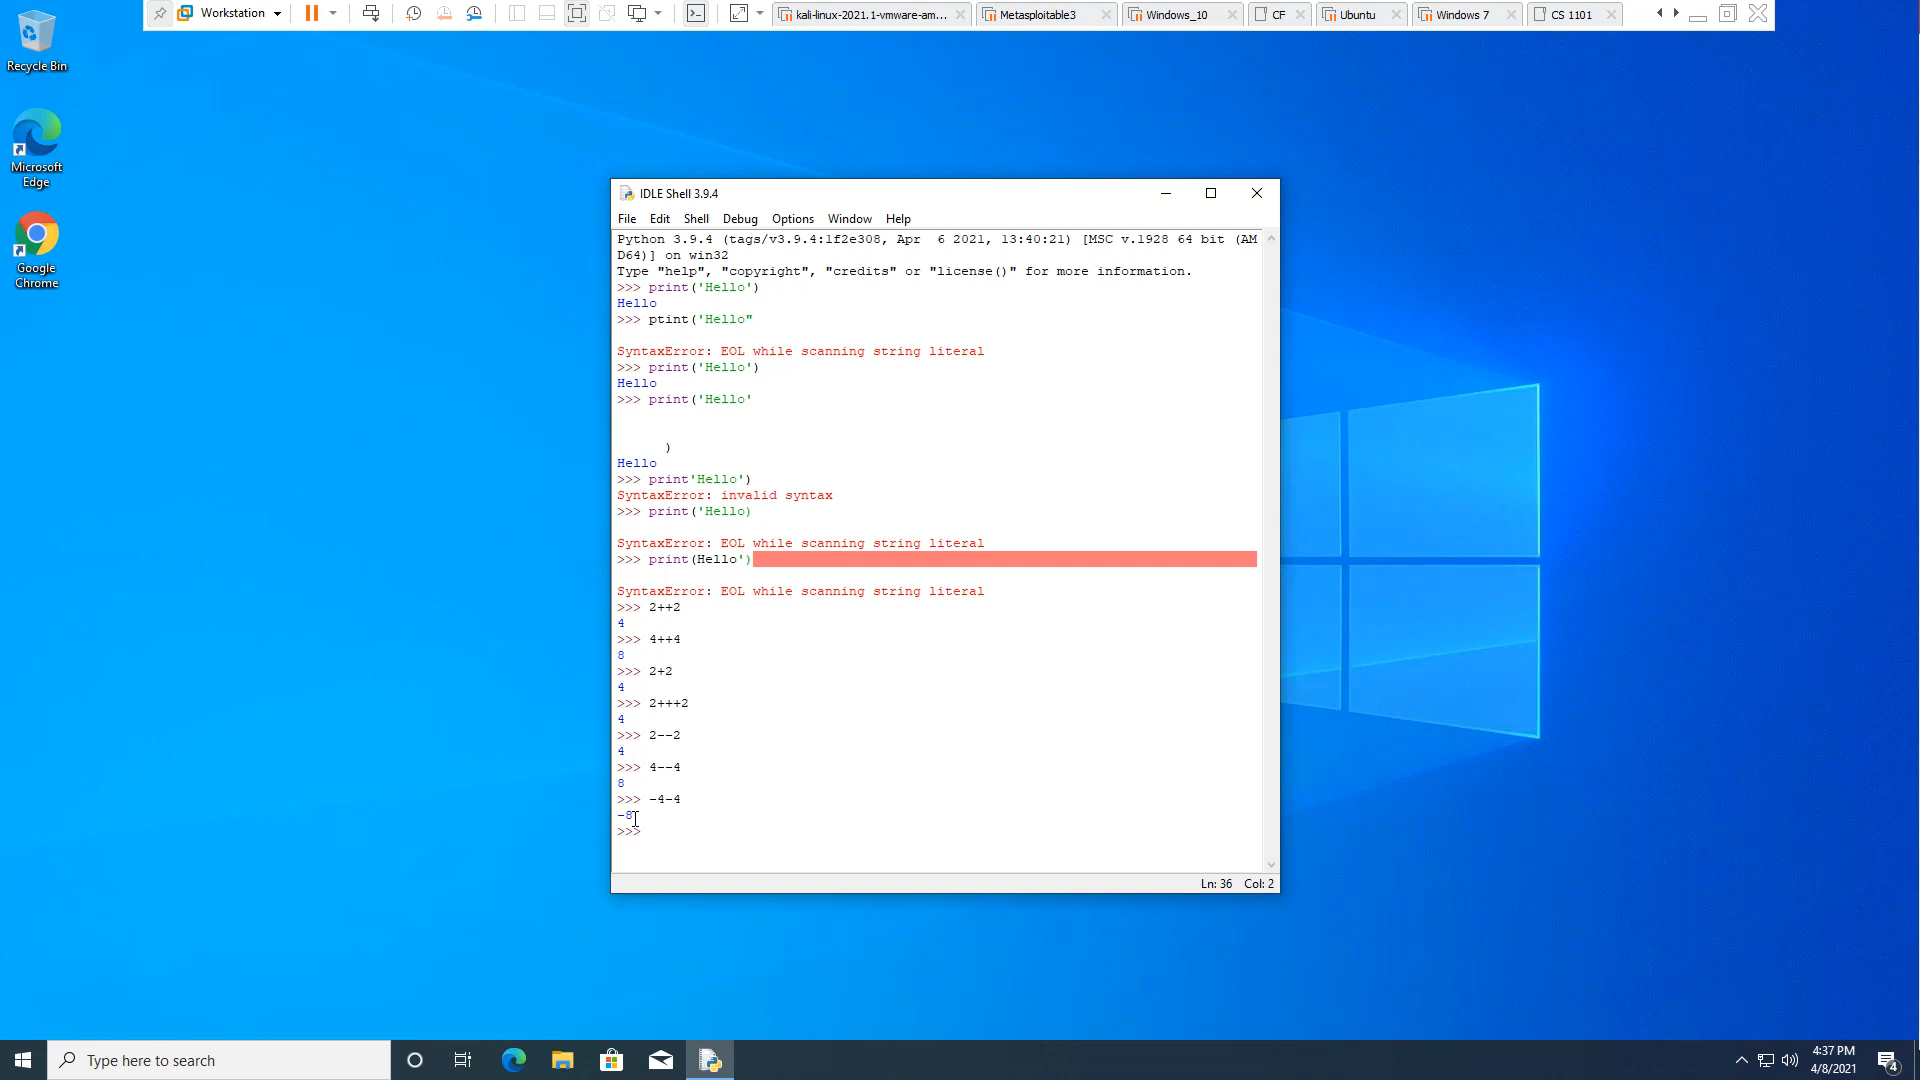 Workstation
kali-linux-2021.1-vmware-am...
Metasploitable3
Windows_10
CF
Ubuntu
Windows 7
CS 1101
Recycle Bin
Microsoft
Edge
Google
Chrome
IDLE Shell 3.9.4
File Edit Shell Debug Options Window Help
Python 3.9.4 (tags/v3.9.4:1f2e308, Apr  6 2021, 13:40:21) [MSC v.1928 64 bit (AM
D64)] on win32
Type "help", "copyright", "credits" or "license()" for more information.
>>> print('Hello')
Hello
>>> ptint('Hello"
SyntaxError: EOL while scanning string literal
>>> print('Hello')
Hello
>>> print('Hello'
)
Hello
>>> print'Hello')
SyntaxError: invalid syntax
>>> print('Hello)
SyntaxError: EOL while scanning string literal
>>> print(Hello')
SyntaxError: EOL while scanning string literal
>>> 2++2
4
>>> 4++4
8
>>> 2+2
4
>>> 2+++2
4
>>> 2--2
4
>>> 4--4
8
>>> -4-4
-8
>>>
Ln: 36 Col: 2
Type here to search
4:37 PM
4/8/2021
4